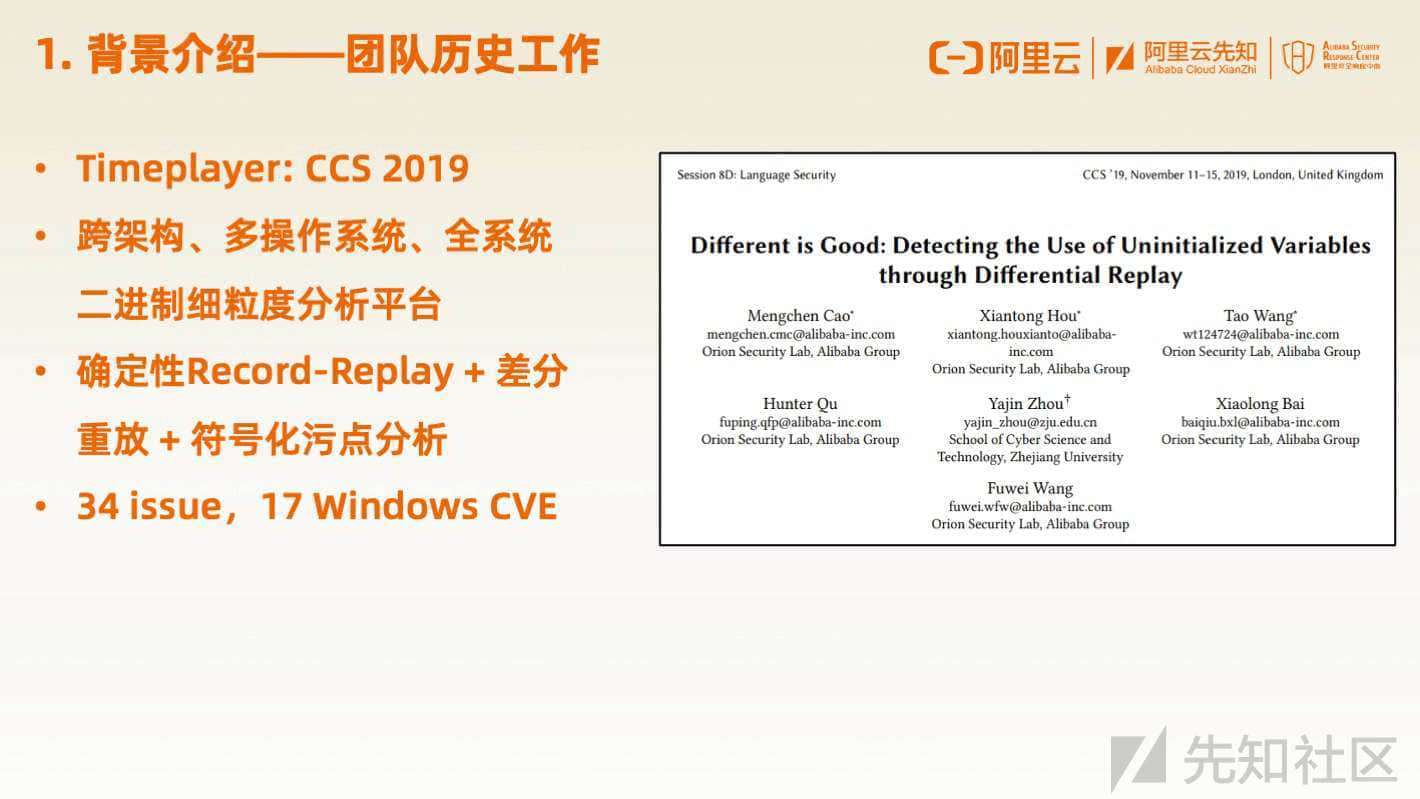 1. 背景介绍——团队历史工作
阿里云
阿里云先知
Alibaba Cloud XianZhi
ALIBABA SECURITY
RESPONSE CENTER
阿里安全响应中心
• Timeplayer: CCS 2019
• 跨架构、多操作系统、全系统
二进制细粒度分析平台
• 确定性Record-Replay + 差分
重放 + 符号化污点分析
• 34 issue，17 Windows CVE
Session 8D: Language Security
CCS '19, November 11–15, 2019, London, United Kingdom
Different is Good: Detecting the Use of Uninitialized Variables
through Differential Replay
Mengchen Cao*
mengchen.cmc@alibaba-inc.com
Orion Security Lab, Alibaba Group
Xiantong Hou*
xiantong.houxianto@alibaba-
inc.com
Orion Security Lab, Alibaba Group
Tao Wang*
wt124724@alibaba-inc.com
Orion Security Lab, Alibaba Group
Hunter Qu
fuping.qfp@alibaba-inc.com
Orion Security Lab, Alibaba Group
Yajin Zhou†
yajin_zhou@zju.edu.cn
School of Cyber Science and
Technology, Zhejiang University
Xiaolong Bai
baiqiu.bxl@alibaba-inc.com
Orion Security Lab, Alibaba Group
Fuwei Wang
fuwei.wfw@alibaba-inc.com
Orion Security Lab, Alibaba Group
先知社区